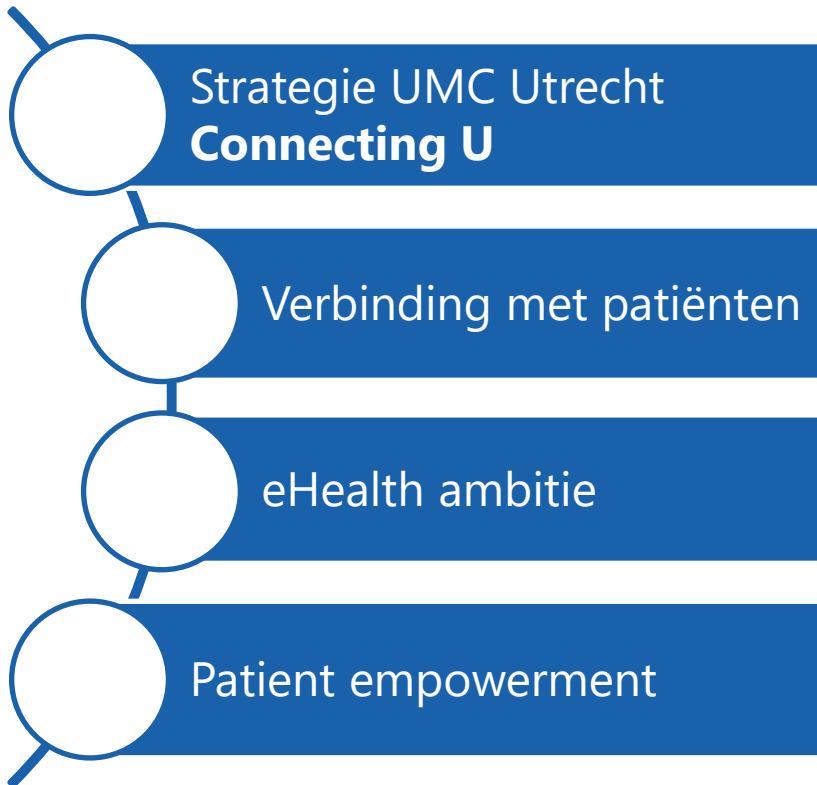 Strategie UMC Utrecht
Connecting U
Verbinding met patiënten
eHealth ambitie
Patient empowerment